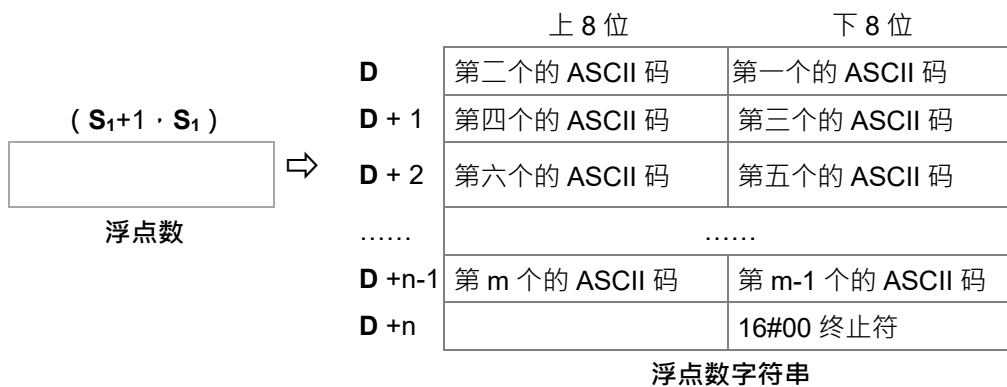 上 8 位 下 8 位
D 第二个的 ASCII 码 第一个的 ASCII 码
( S₁+1，S₁ ) D + 1 第四个的 ASCII 码 第三个的 ASCII 码
⇨ D + 2 第六个的 ASCII 码 第五个的 ASCII 码
浮点数 …… ……
D +n-1 第 m 个的 ASCII 码 第 m-1 个的 ASCII 码
D +n 16#00 终止符
浮点数字符串